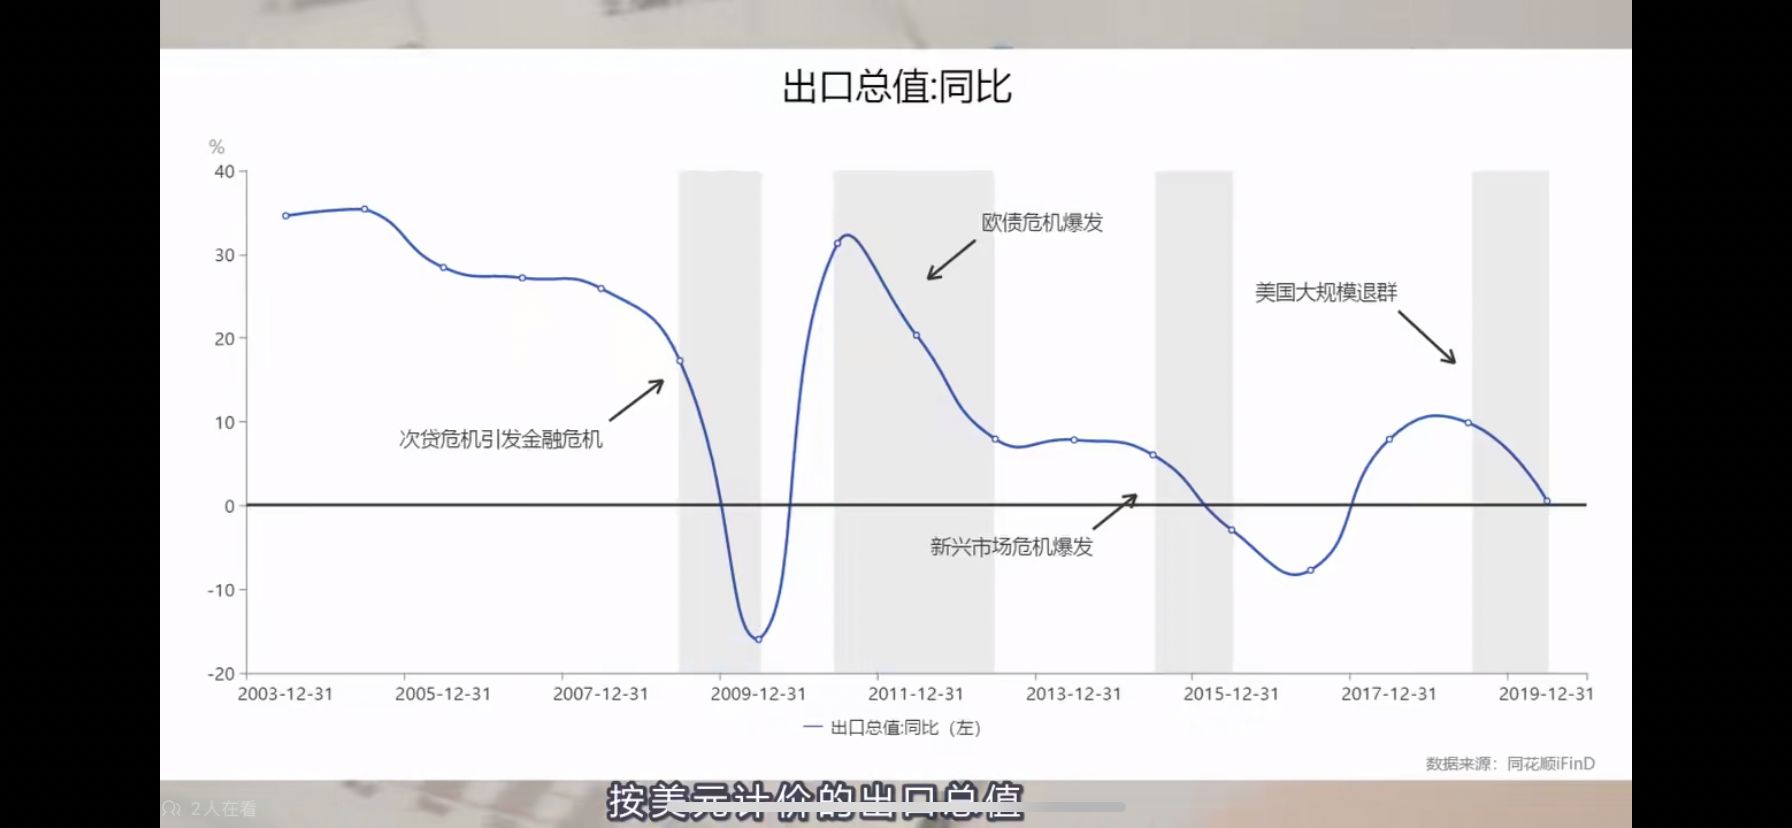 出口总值:同比
%
40
30
20
10
0
-10
-20
欧债危机爆发
美国大规模退群
次贷危机引发金融危机
新兴市场危机爆发
2003-12-31 2005-12-31 2007-12-31 2009-12-31 2011-12-31 2013-12-31 2015-12-31 2017-12-31 2019-12-31
出口总值:同比（左）
数据来源：同花顺iFinD
按美元计价的出口总值
2人在看